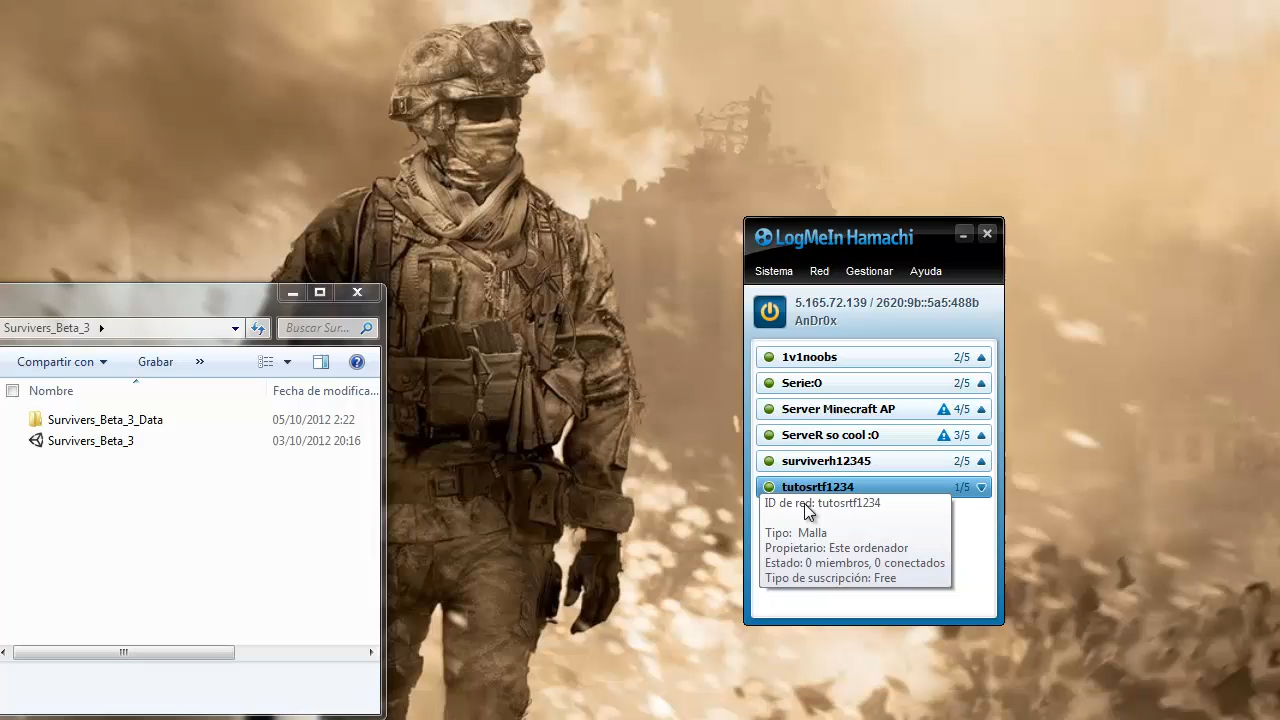 Survivers_Beta_3
Buscar Sur...
Compartir con
Grabar
»
Nombre
Fecha de modifica...
Survivers_Beta_3_Data
05/10/2012 2:22
Survivers_Beta_3
03/10/2012 20:16
LogMeIn Hamachi
Sistema Red Gestionar Ayuda
5.165.72.139 / 2620:9b::5a5:488b
AnDr0x
1v1noobs 2/5
Serie:O 2/5
Server Minecraft AP 4/5
ServeR so cool :O 3/5
surviverh12345 2/5
tutosrtf1234 1/5
ID de red: tutosrtf1234
Tipo: Malla
Propietario: Este ordenador
Estado: 0 miembros, 0 conectados
Tipo de suscripción: Free